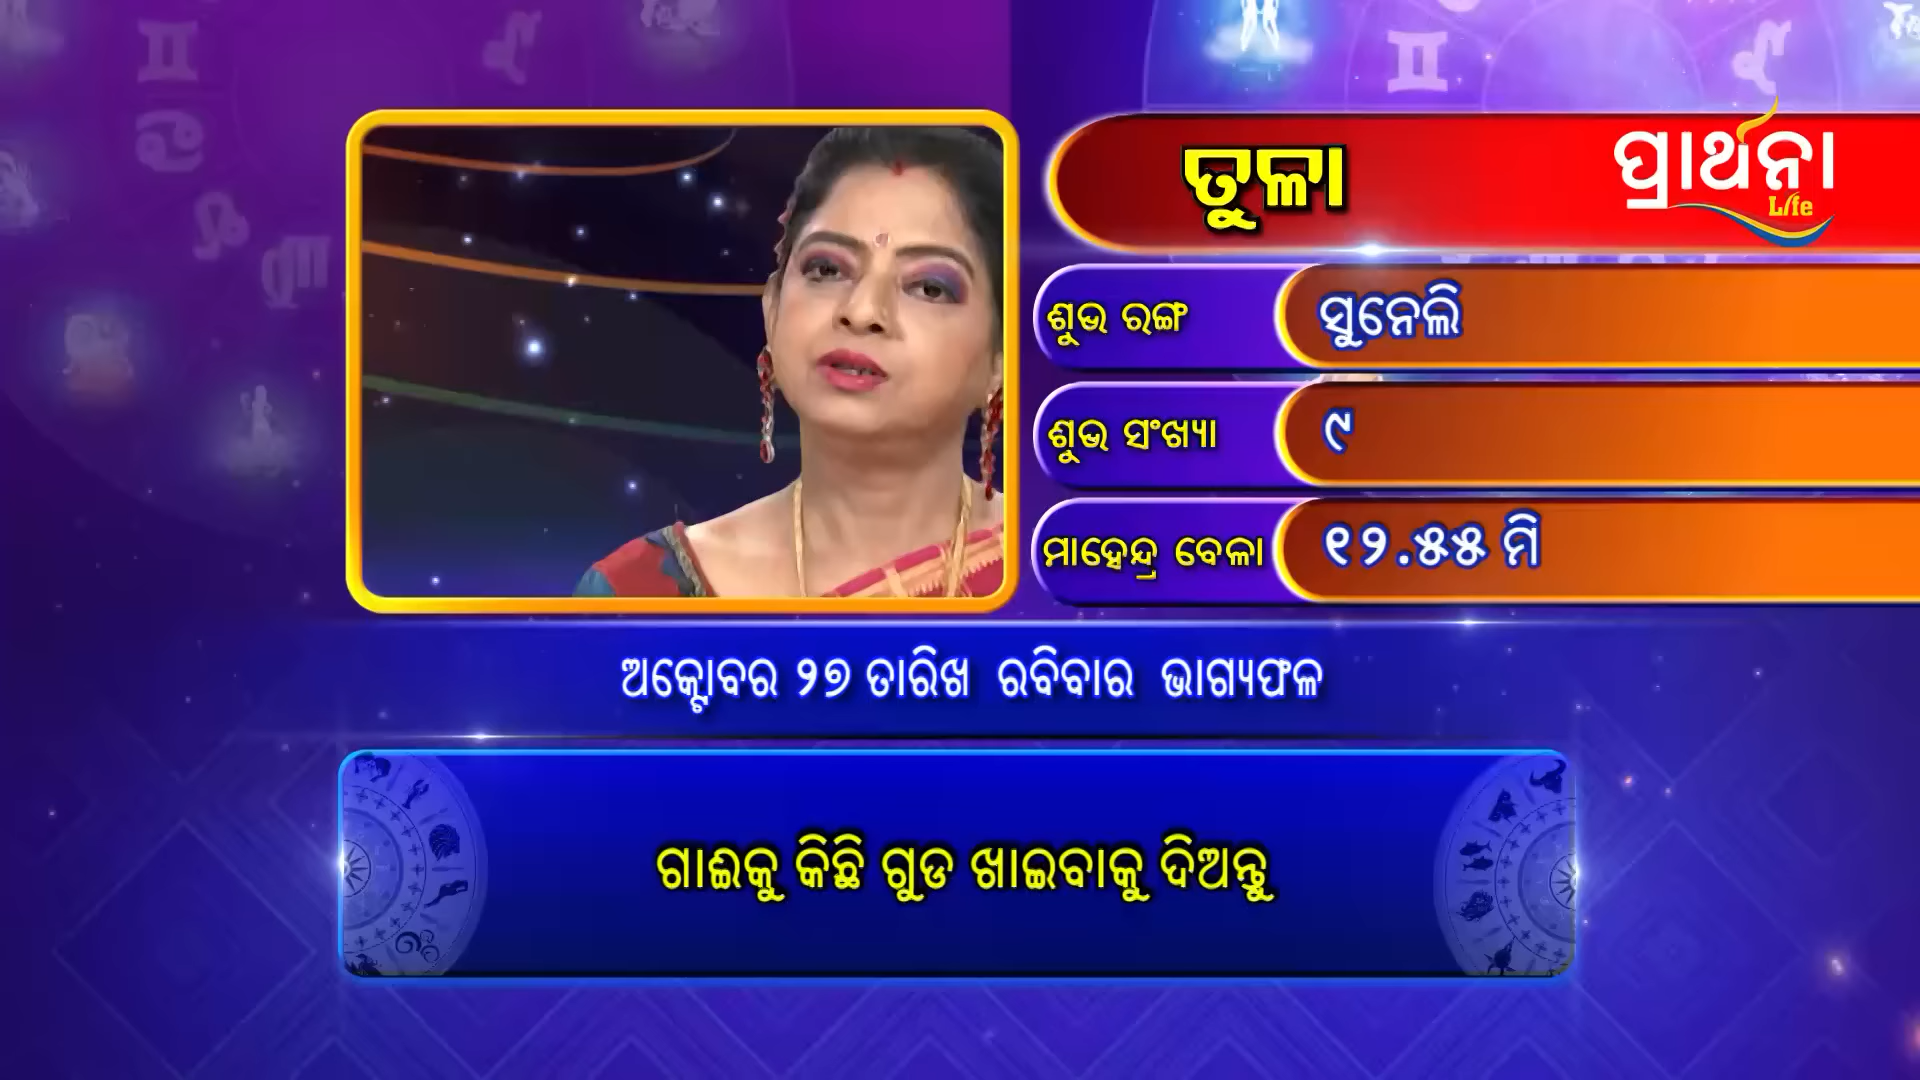 ତୁଳା
ପ୍ରାର୍ଥନା
Life
ଶୁଭ ରଙ୍ଗ
ସୁନେଲି
ଶୁଭ ସଂଖ୍ୟା
୯
ମାହେନ୍ଦ୍ର ବେଳା
୧୨.୫୫ ମି
ଅକ୍ଟୋବର ୨୭ ତାରିଖ ରବିବାର ଭାଗ୍ୟଫଳ
ଗାଈକୁ କିଛି ଗୁଡ ଖାଇବାକୁ ଦିଅନ୍ତୁ